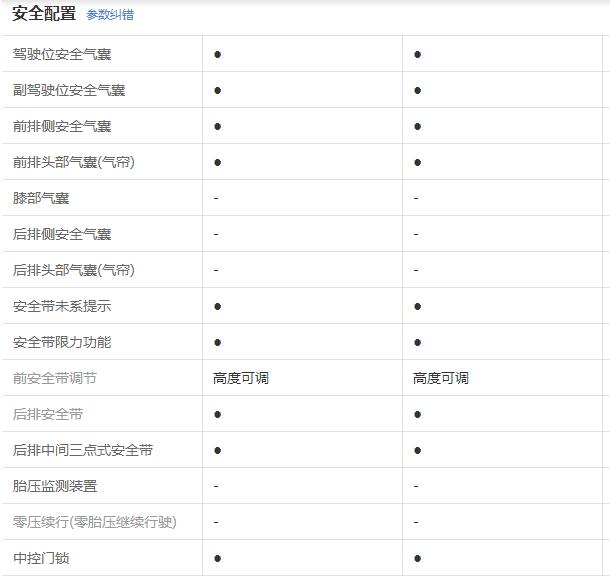 安全配置 参数纠错
驾驶位安全气囊 ● ●
副驾驶位安全气囊 ● ●
前排侧安全气囊 ● ●
前排头部气囊(气帘) ● ●
膝部气囊 - -
后排侧安全气囊 - -
后排头部气囊(气帘) - -
安全带未系提示 ● ●
安全带限力功能 ● ●
前安全带调节 高度可调 高度可调
后排安全带 ● ●
后排中间三点式安全带 ● ●
胎压监测装置 - -
零压续行(零胎压继续行驶) - -
中控门锁 ● ●